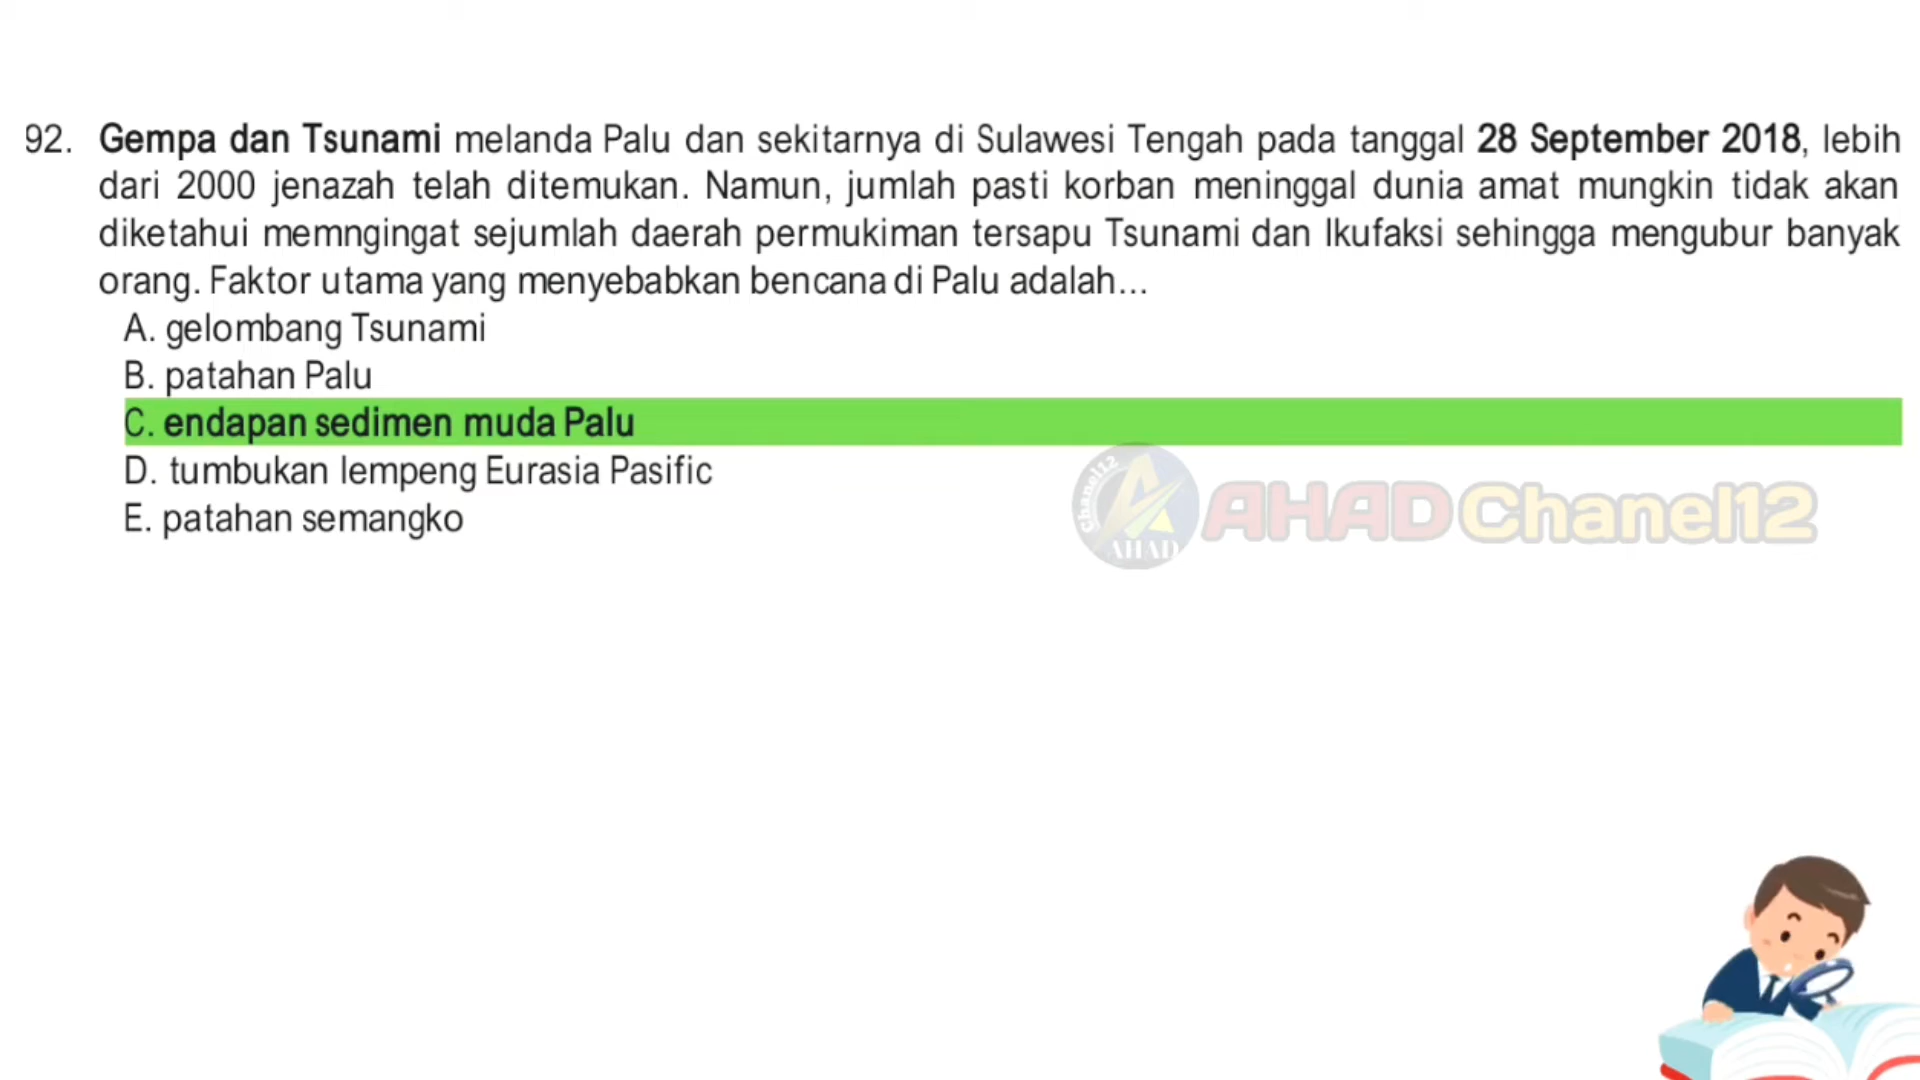 92. Gempa dan Tsunami melanda Palu dan sekitarnya di Sulawesi Tengah pada tanggal 28 September 2018, lebih
dari 2000 jenazah telah ditemukan. Namun, jumlah pasti korban meninggal dunia amat mungkin tidak akan
diketahui memngingat sejumlah daerah permukiman tersapu Tsunami dan lkufaksi sehingga mengubur banyak
orang. Faktor utama yang menyebabkan bencana di Palu adalah...
A. gelombang Tsunami
B. patahan Palu
C. endapan sedimen muda Palu
D. tumbukan lempeng Eurasia Pasific
E. patahan semangko
Chanel12
AHAD
AHAD Chanel12